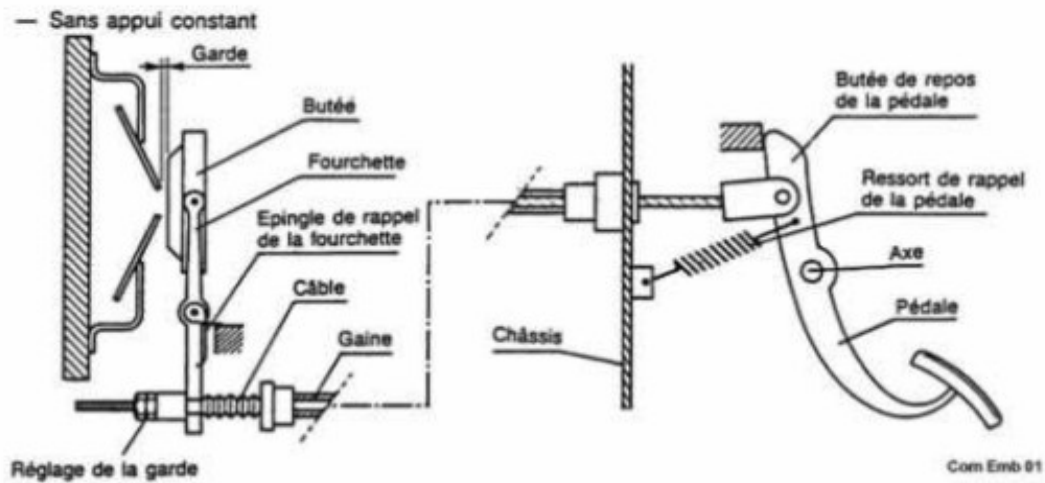 — Sans appui constant
Garde
Butéé
Fourchette
Epingle de rappel
de la fourchette
Câble
Gaine
Réglage de la garde
Butée de repos
de la pédale
Ressort de rappel
de la pédale
Axe
Pédale
Châssis
Com Emb 01